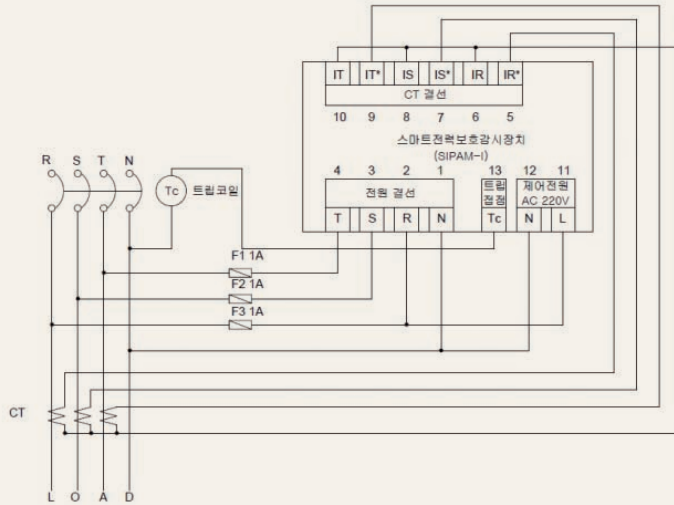 IT IT* IS IS* IR IR*
CT 결선
10 9 8 7 6 5
스마트전력보호감시장치
(SIPAM-I)
4 3 2 1 13 12 11
전원 결선 트립 접점 제어전원 AC 220V
T S R N Tc N L
R S T N
Tc 트립코일
F1 1A
F2 1A
F3 1A
CT
L O A D